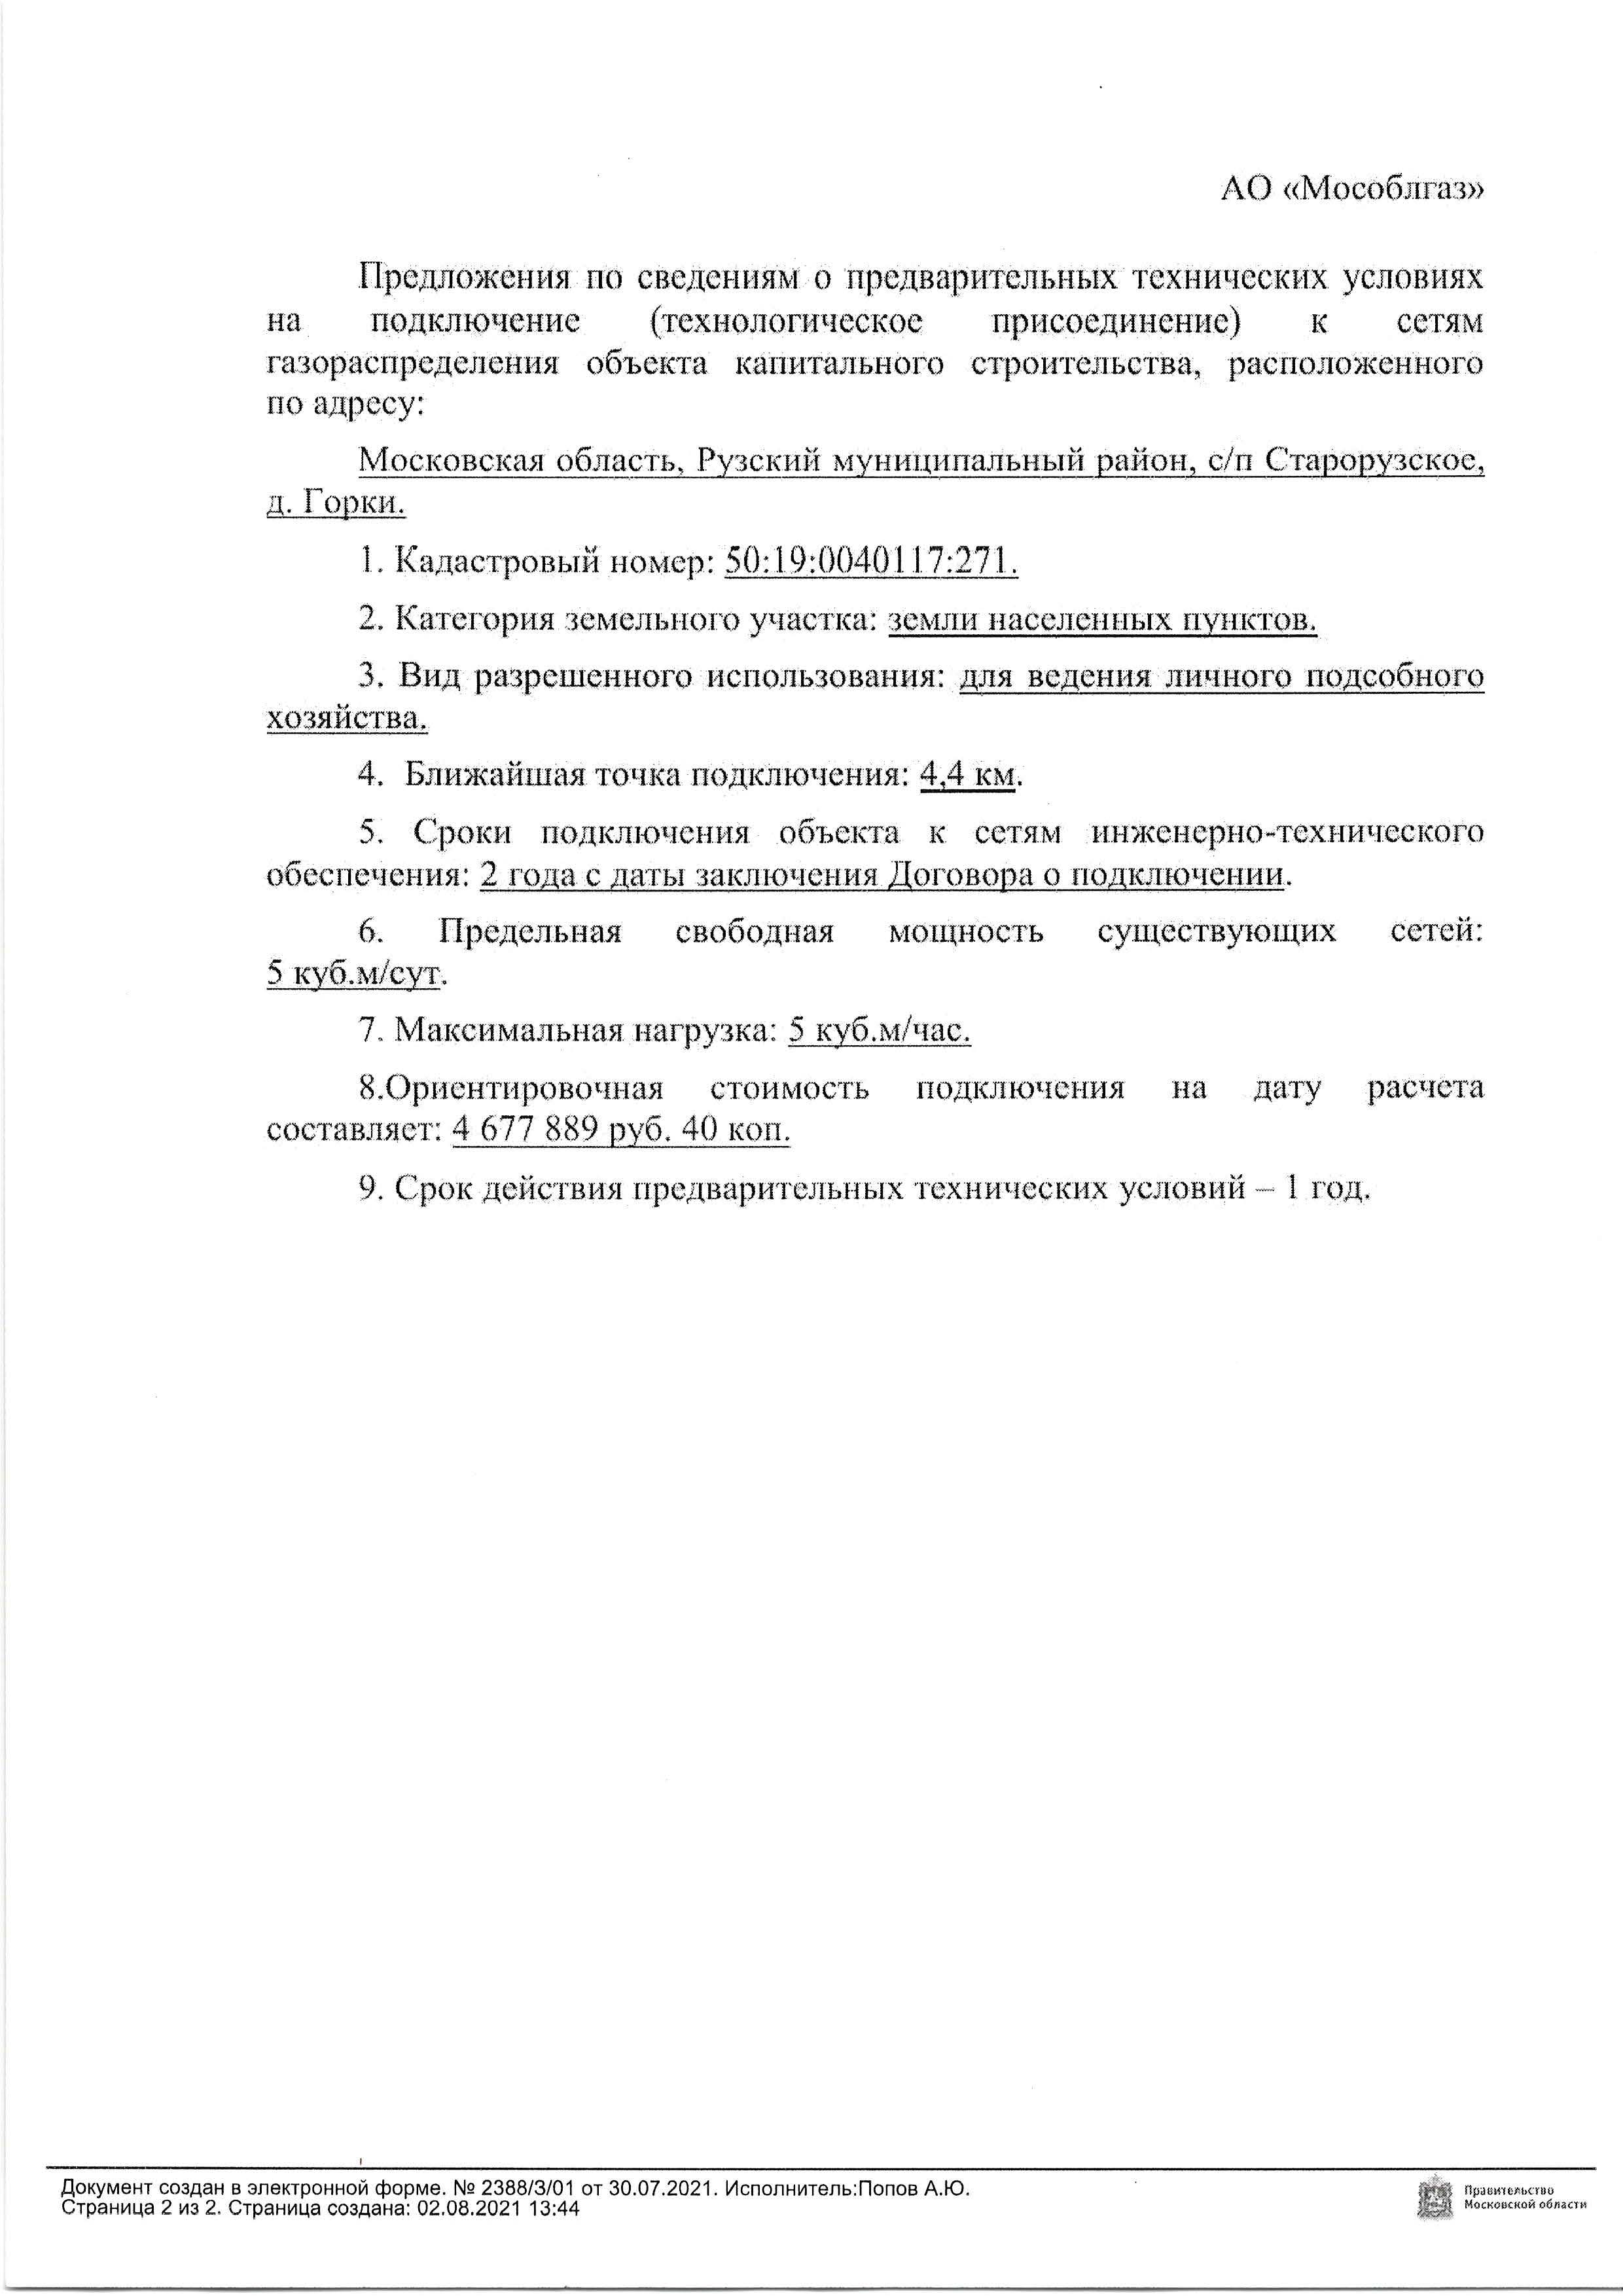 АО «Мособлгаз»
Предложения по сведениям о предварительных технических условиях
на подключение (технологическое присоединение) к сетям
газораспределения объекта капитального строительства, расположенного
по адресу:
Московская область, Рузский муниципальный район, с/п Старорузское,
д. Горки.
1. Кадастровый номер: 50:19:0040117:271.
2. Категория земельного участка: земли населенных пунктов.
3. Вид разрешенного использования: для ведения личного подсобного
хозяйства.
4. Ближайшая точка подключения: 4,4 км.
5. Сроки подключения объекта к сетям инженерно-технического
обеспечения: 2 года с даты заключения Договора о подключении.
6. Предельная свободная мощность существующих сетей:
5 куб.м/сут.
7. Максимальная нагрузка: 5 куб.м/час.
8.Ориентировочная стоимость подключения на дату расчета
составляет: 4 677 889 руб. 40 коп.
9. Срок действия предварительных технических условий – 1 год.
Документ создан в электронной форме. № 2388/3/01 от 30.07.2021. Исполнитель:Попов А.Ю.
Страница 2 из 2. Страница создана: 02.08.2021 13:44
Правительство
Московской области